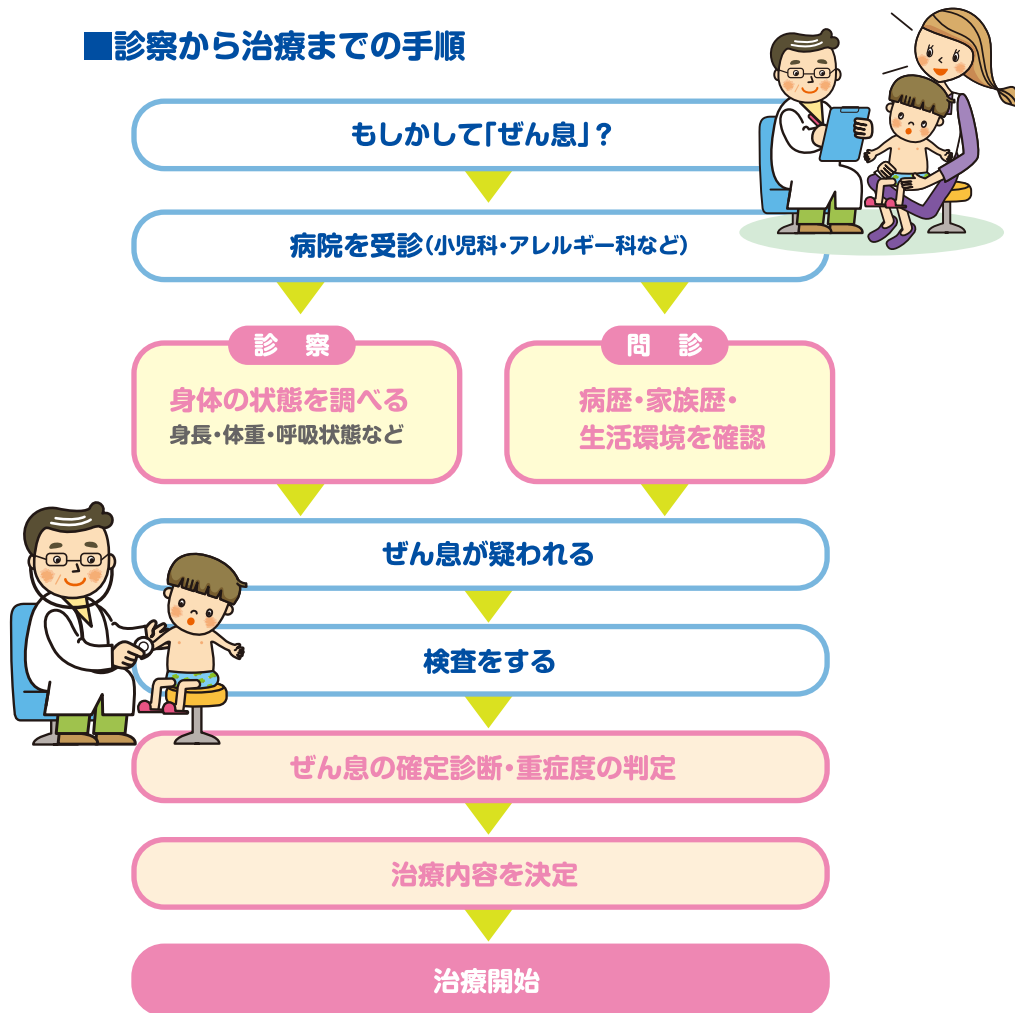 ■診察から治療までの手順
もしかして「ぜん息」？
病院を受診（小児科・アレルギー科など）
診　察
身体の状態を調べる
身長・体重・呼吸状態など
問　診
病歴・家族歴・
生活環境を確認
ぜん息が疑われる
検査をする
ぜん息の確定診断・重症度の判定
治療内容を決定
治療開始